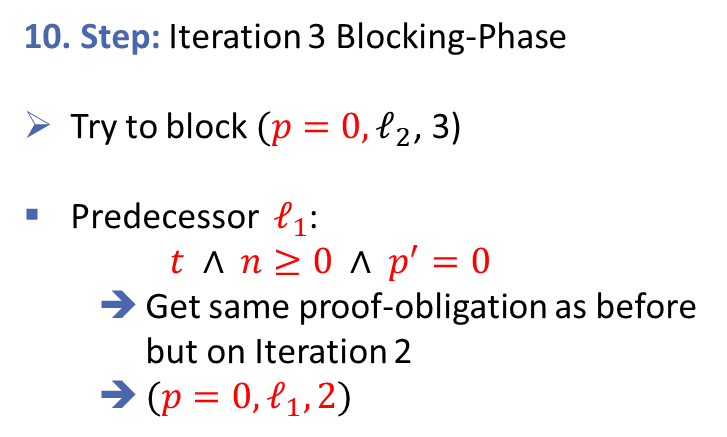 10. Step: Iteration 3 Blocking-Phase
➢ Try to block (p = 0, ℓ₂, 3)
▪ Predecessor ℓ₁:
t ∧ n ≥ 0 ∧ p′ = 0
➔ Get same proof-obligation as before
but on Iteration 2
➔ (p = 0, ℓ₁, 2)